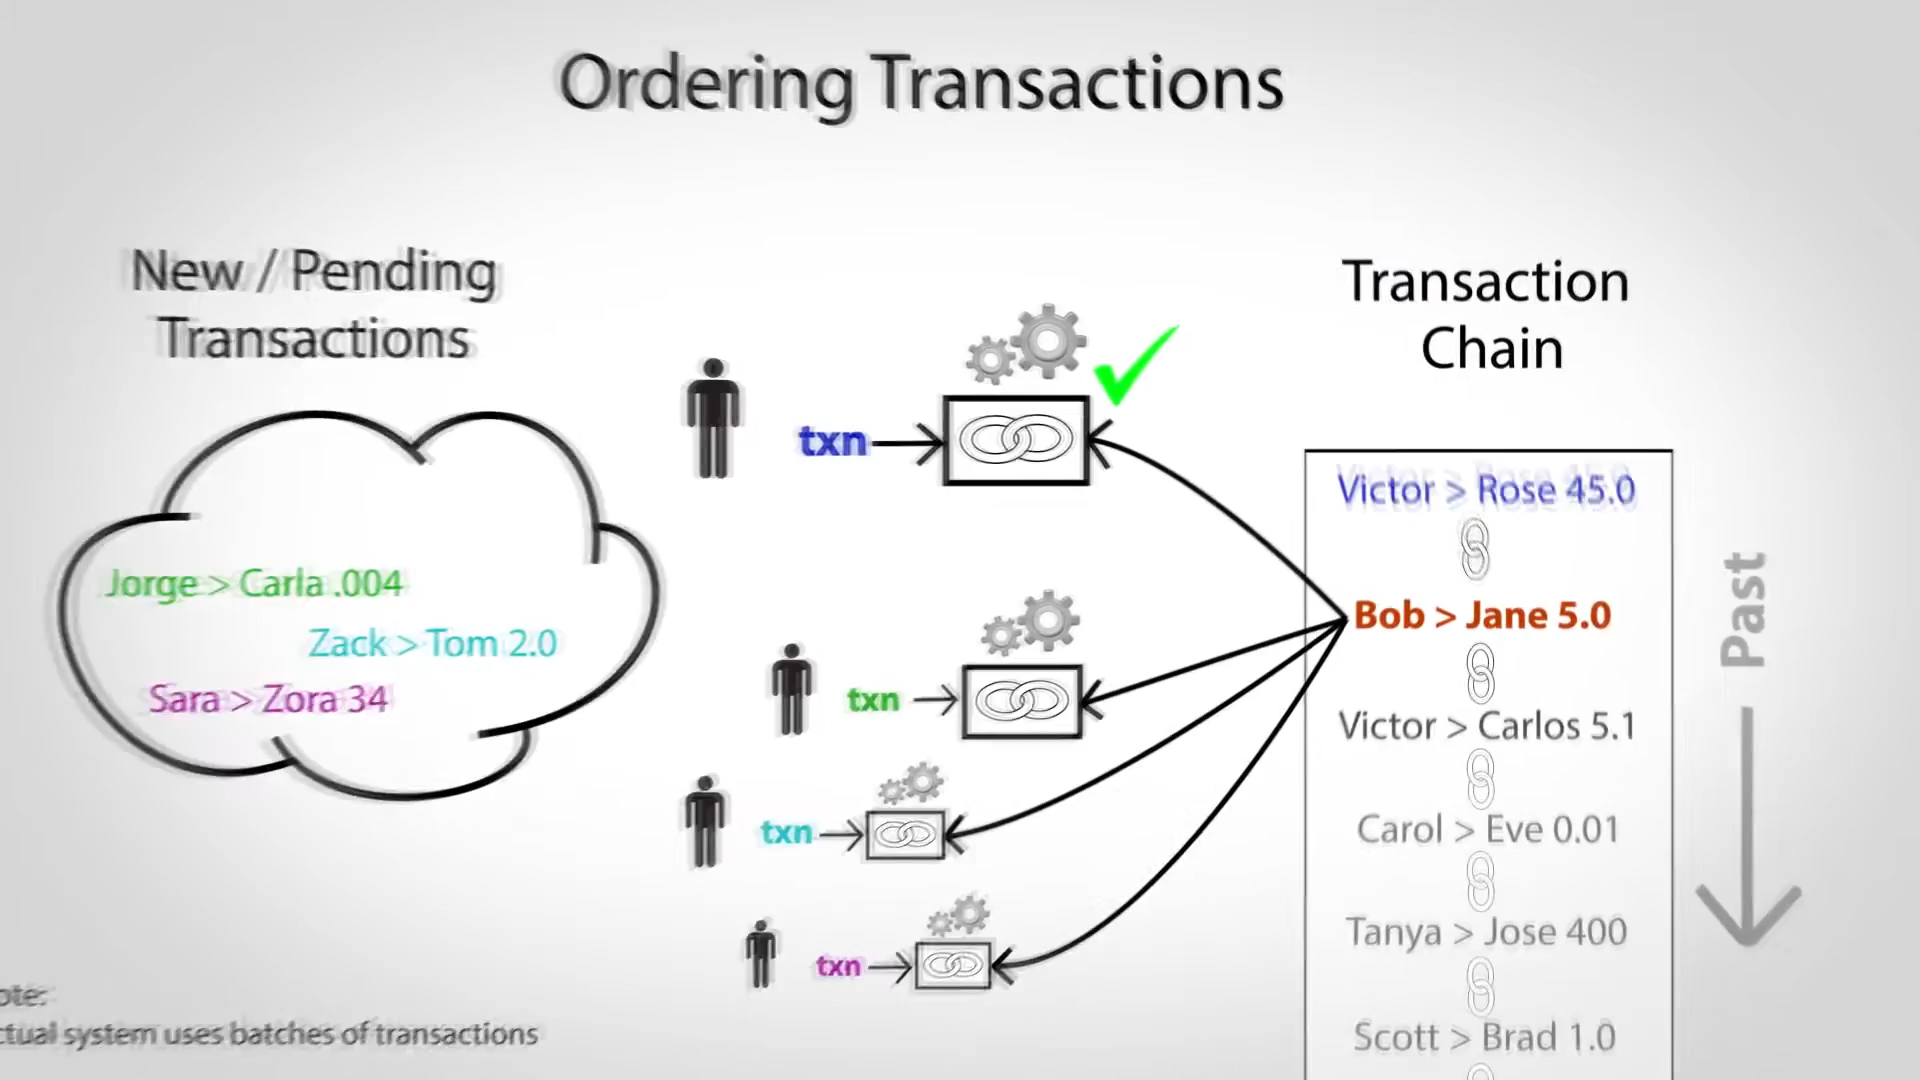 Ordering Transactions
New / Pending
Transactions
Jorge > Carla .004
Zack > Tom 2.0
Sara > Zora 34
txn
txn
txn
txn
Transaction
Chain
Victor > Rose 45.0
Bob > Jane 5.0
Victor > Carlos 5.1
Carol > Eve 0.01
Tanya > Jose 400
Scott > Brad 1.0
Past
ote:
ctual system uses batches of transactions